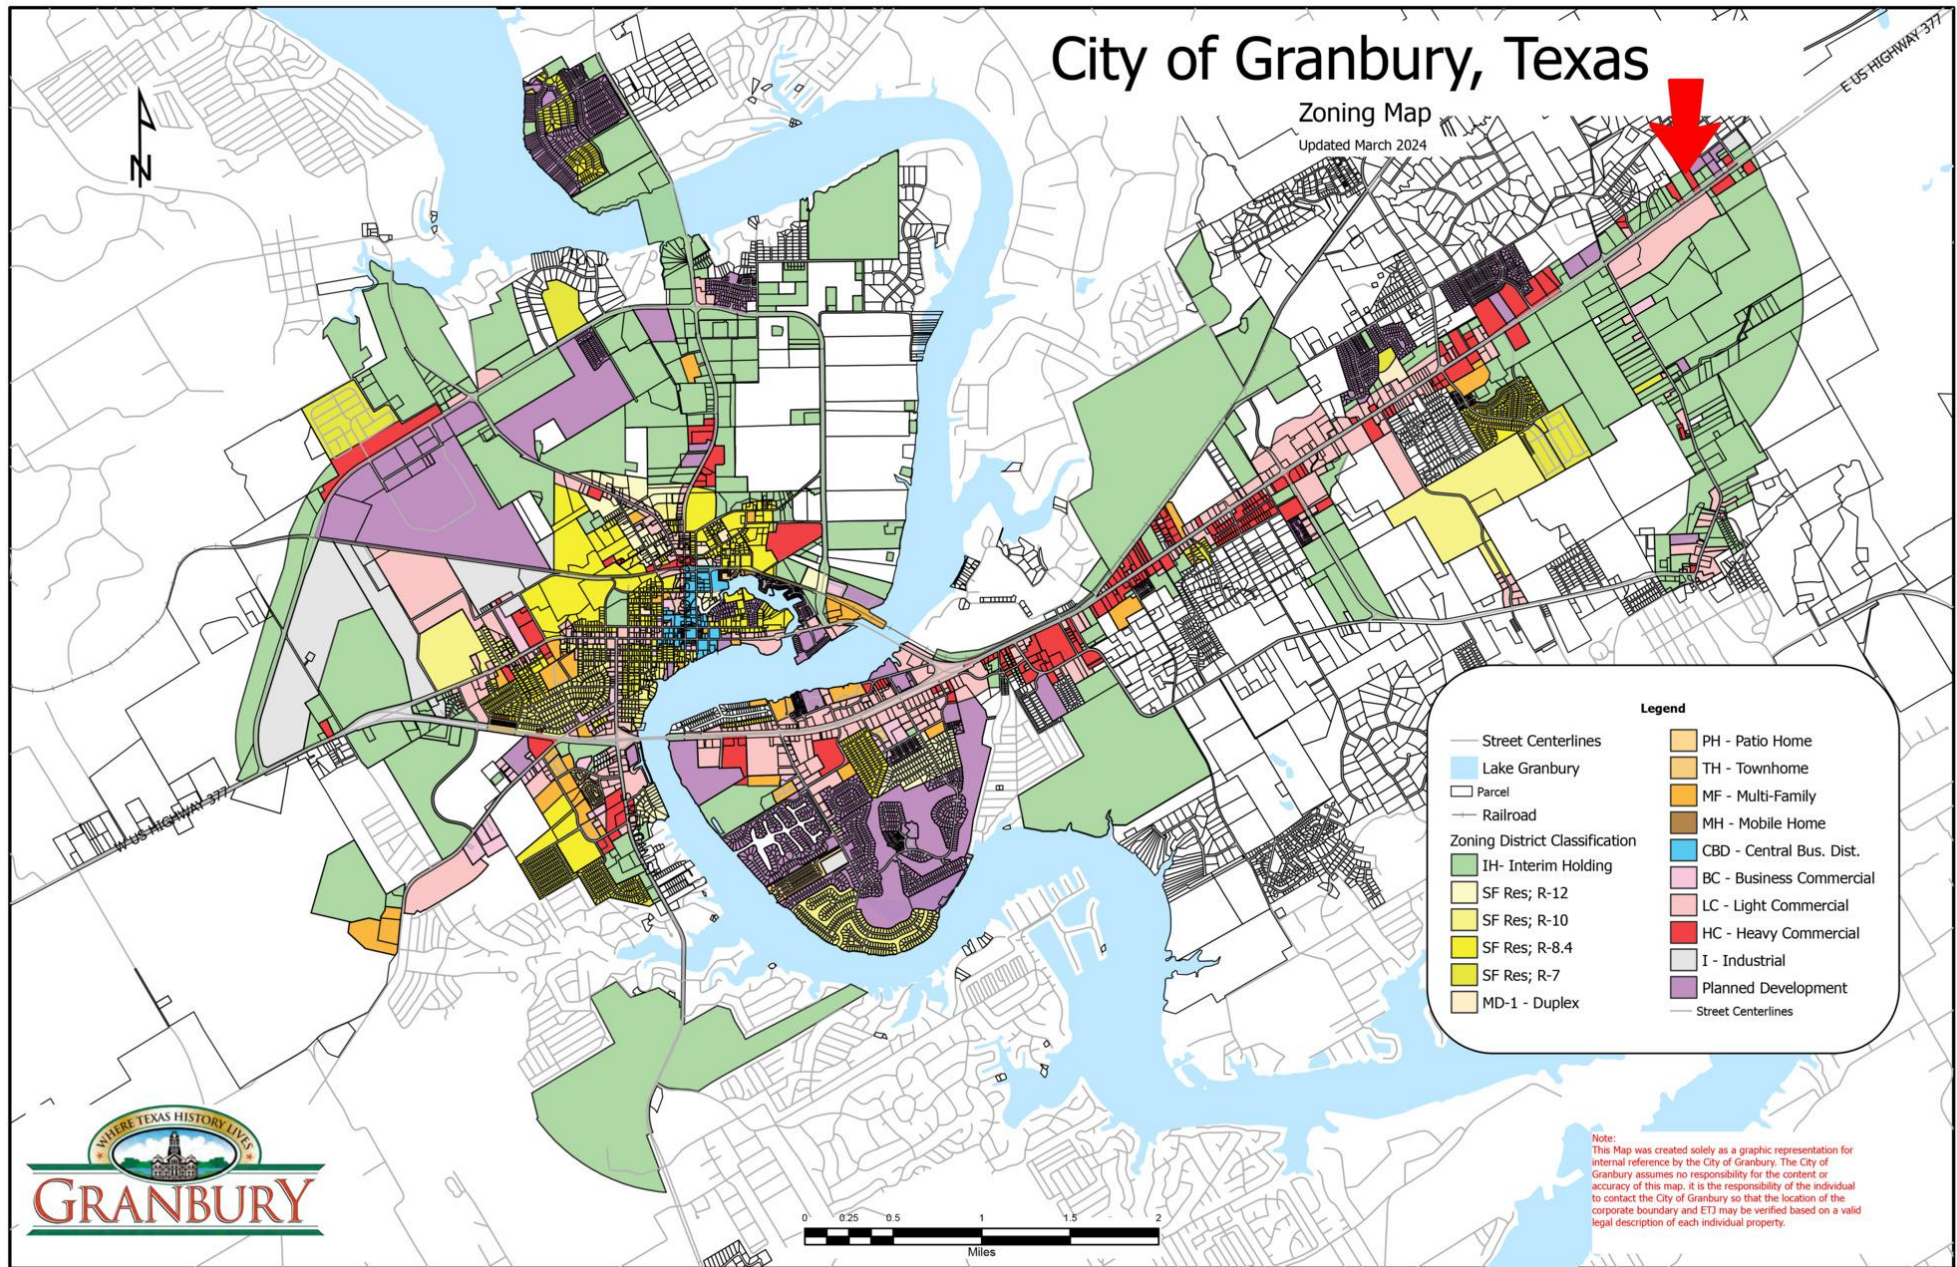 City of Granbury, Texas
Zoning Map
Updated March 2024
E US HIGHWAY 377
N
W US HIGHWAY 377
Legend
Street Centerlines
Lake Granbury
Parcel
Railroad
Zoning District Classification
IH- Interim Holding
SF Res; R-12
SF Res; R-10
SF Res; R-8.4
SF Res; R-7
MD-1 - Duplex
PH - Patio Home
TH - Townhome
MF - Multi-Family
MH - Mobile Home
CBD - Central Bus. Dist.
BC - Business Commercial
LC - Light Commercial
HC - Heavy Commercial
I - Industrial
Planned Development
Street Centerlines
WHERE TEXAS HISTORY LIVES
GRANBURY
0 0.25 0.5 1 1.5 2
Miles
Note:
This Map was created solely as a graphic representation for
internal reference by the City of Granbury. The City of
Granbury assumes no responsibility for the content or
accuracy of this map. it is the responsibility of the individual
to contact the City of Granbury so that the location of the
corporate boundary and ETJ may be verified based on a valid
legal description of each individual property.